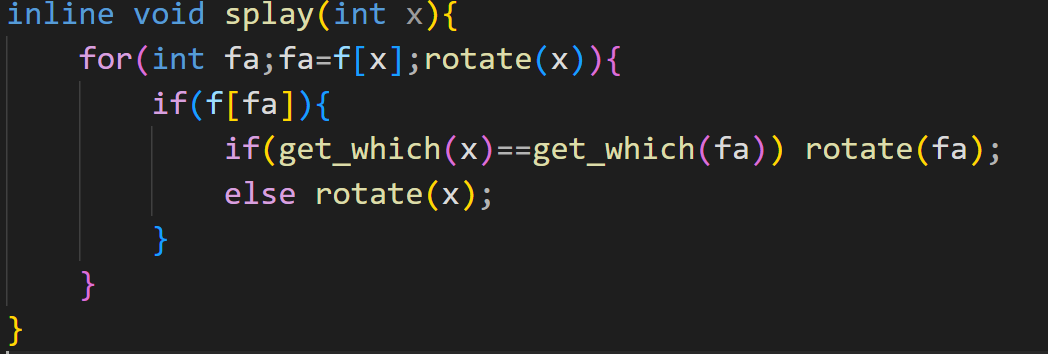 inline void splay(int x){
    for(int fa;fa=f[x];rotate(x)){
        if(f[fa]){
            if(get_which(x)==get_which(fa)) rotate(fa);
            else rotate(x);
        }
    }
}